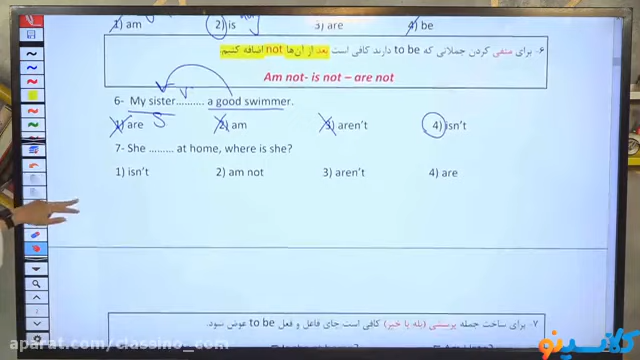 1) am 2) is 3) are 4) be
۶- برای منفی کردن جملاتی که to be دارند کافی است بعد از آن‌ها not اضافه کنیم.
Am not- is not – are not
6- My sister.......... a good swimmer.
1) are 2) am 3) aren't 4) isn't
S
V
7- She ......... at home, where is she?
1) isn't 2) am not 3) aren't 4) are
۷- برای ساخت جمله پرسشی (بله یا خیر) کافی است جای فاعل و فعل to be عوض شود.
aparat.com/classino_com
کلاسینو